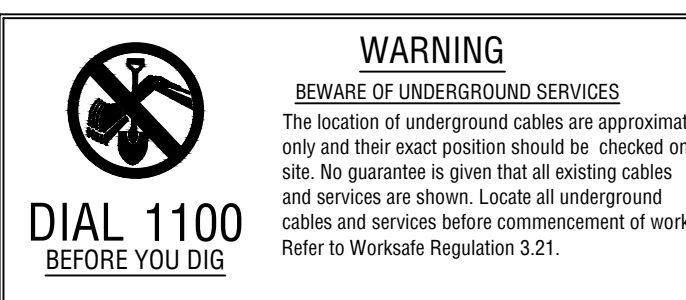 WARNING
BEWARE OF UNDERGROUND SERVICES
The location of underground cables are approximat
only and their exact position should be checked on
site. No guarantee is given that all existing cables
and services are shown. Locate all underground
cables and services before commencement of work
Refer to Worksafe Regulation 3.21.
DIAL 1100
BEFORE YOU DIG